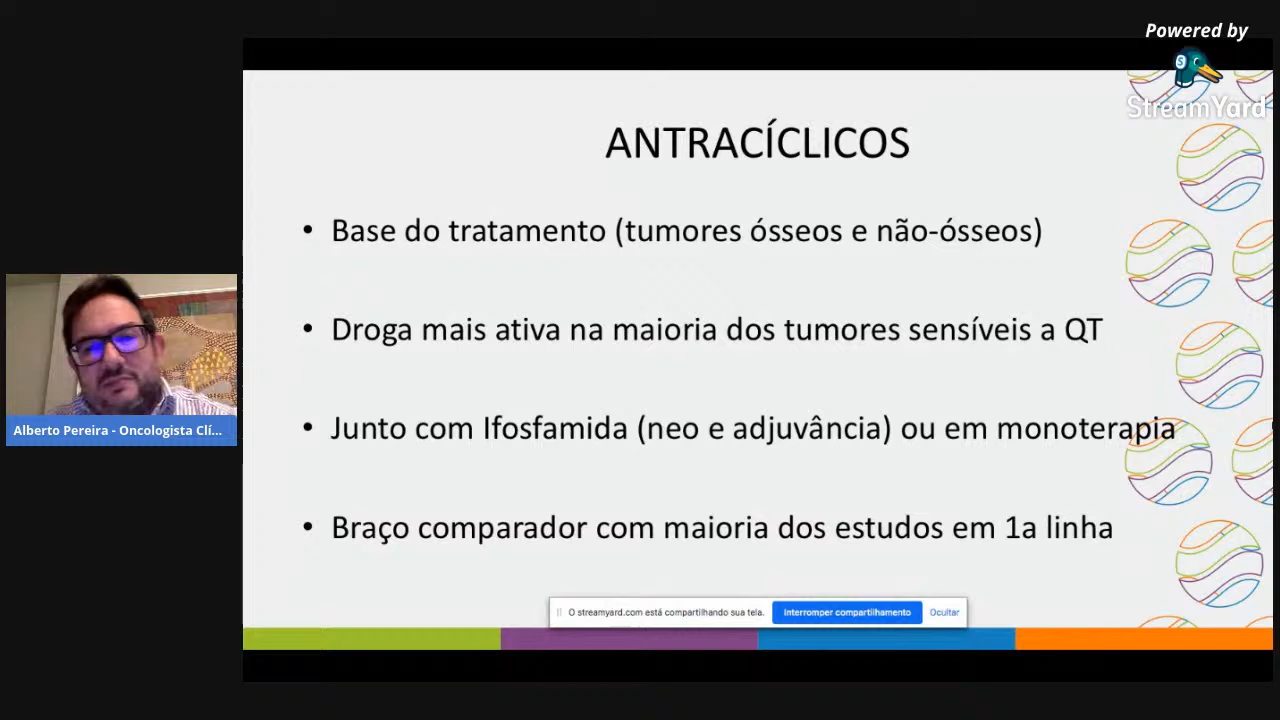 Powered by
StreamYard
ANTRACÍCLICOS
• Base do tratamento (tumores ósseos e não-ósseos)
• Droga mais ativa na maioria dos tumores sensíveis a QT
• Junto com Ifosfamida (neo e adjuvância) ou em monoterapia
• Braço comparador com maioria dos estudos em 1a linha
Alberto Pereira - Oncologista Clí...
O streamyard.com está compartilhando sua tela. Interromper compartilhamento Ocultar